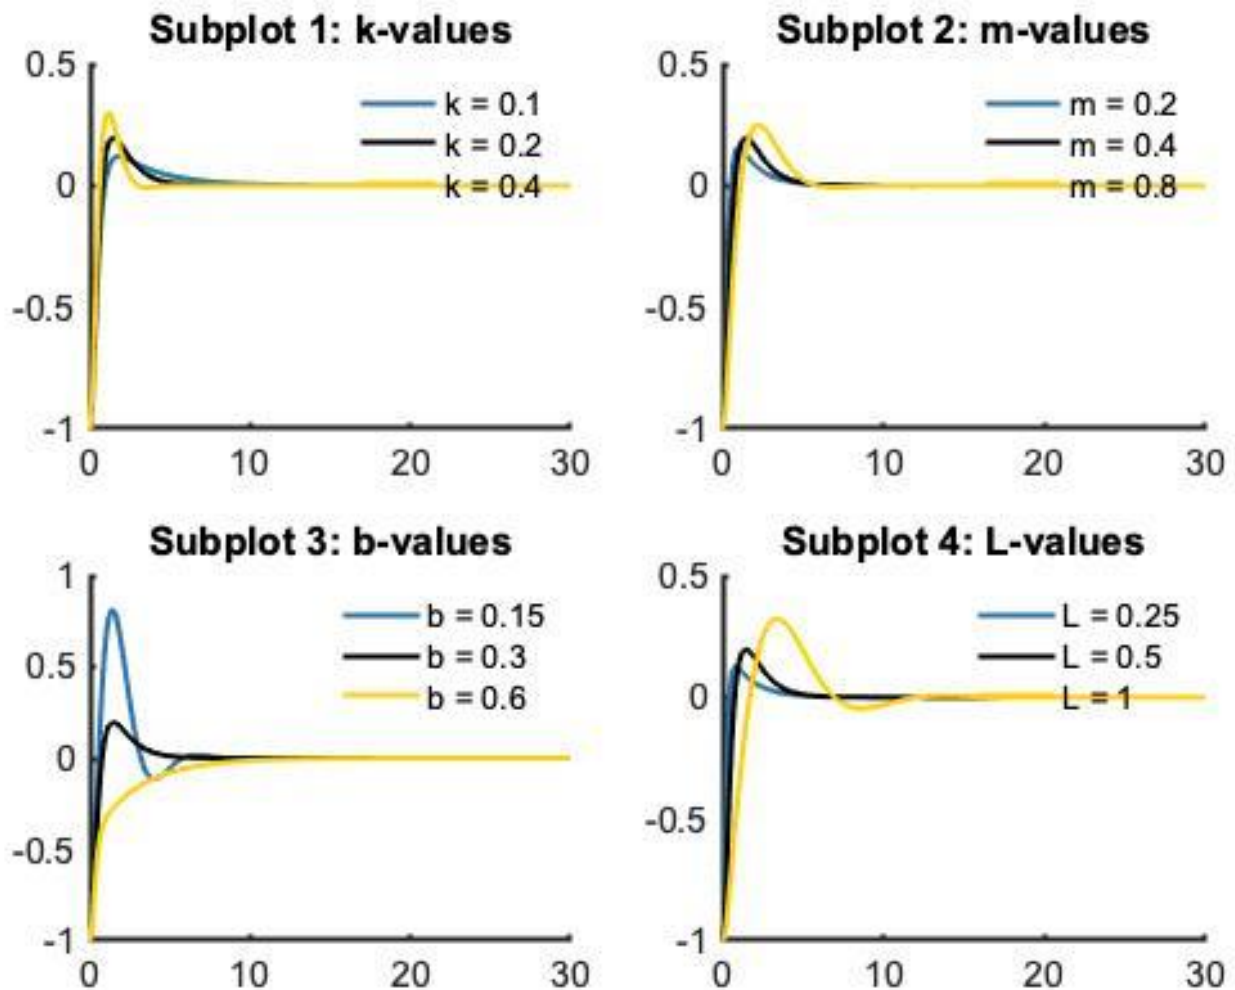 Subplot 1: k-values
0.5
0
-0.5
-1
0 10 20 30
k = 0.1
k = 0.2
k = 0.4
Subplot 2: m-values
0.5
0
-0.5
-1
0 10 20 30
m = 0.2
m = 0.4
m = 0.8
Subplot 3: b-values
1
0.5
0
-0.5
-1
0 10 20 30
b = 0.15
b = 0.3
b = 0.6
Subplot 4: L-values
0.5
0
-0.5
-1
0 10 20 30
L = 0.25
L = 0.5
L = 1